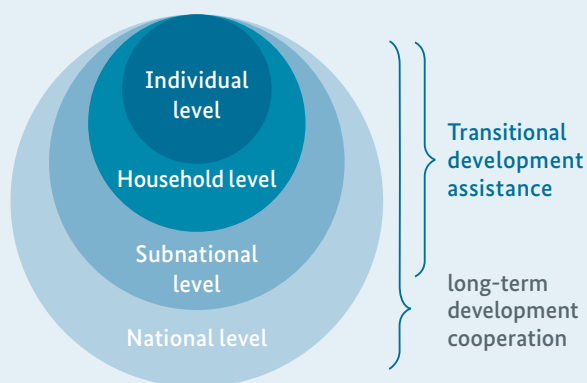 Individual
level
Household level
Subnational
level
National level
Transitional
development
assistance
long-term
development
cooperation